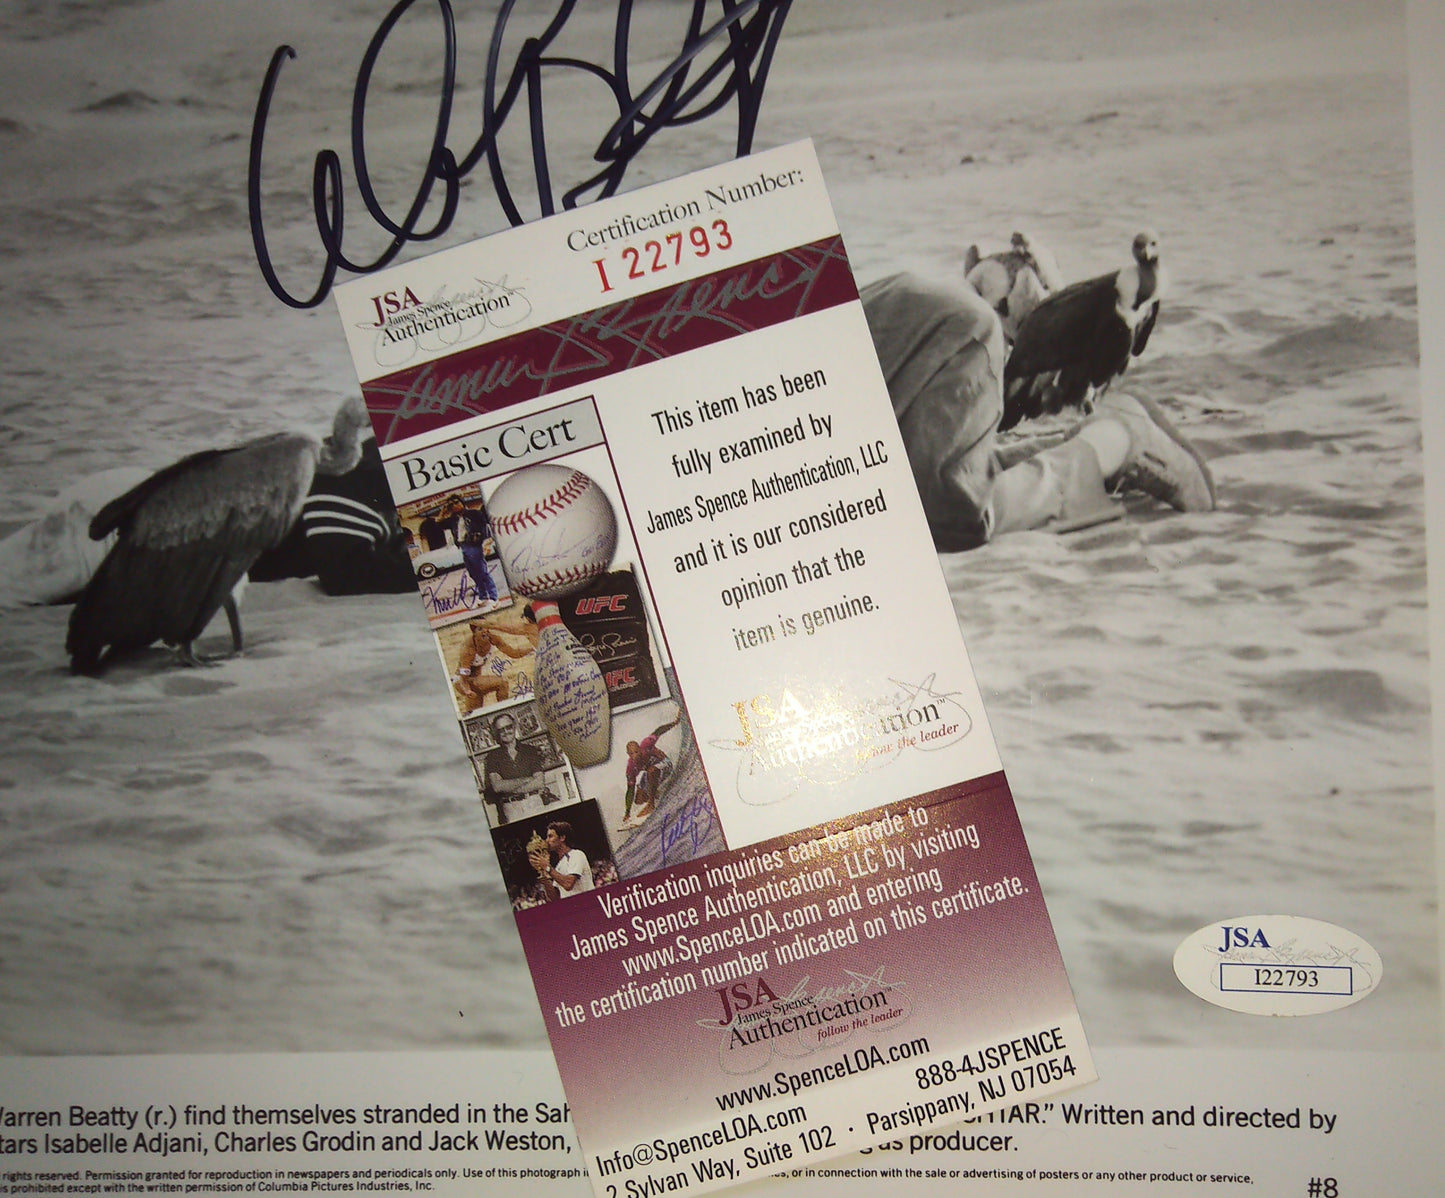 Certification Number:
I 22793
JSA
James Spence
Authentication™
Basic Cert
This item has been
fully examined by
James Spence Authentication, LLC
and it is our considered
opinion that the
item is genuine.
UFC
UFC
JSA
Authentication™
follow the leader
Verification inquiries can be made to
James Spence Authentication, LLC by visiting
www.SpenceLOA.com and entering
the certification number indicated on this certificate.
JSA
James Spence
Authentication™
follow the leader
www.SpenceLOA.com
888-4JSPENCE
Info@SpenceLOA.com
2 Sylvan Way, Suite 102 · Parsippany, NJ 07054
JSA
I22793
Warren Beatty (r.) find themselves stranded in the Sah HTAR." Written and directed by
tars Isabelle Adjani, Charles Grodin and Jack Weston, as producer.
rights reserved. Permission granted for reproduction in newspapers and periodicals only. Use of this photograph i , or in connection with the sale or advertising of posters or any other product or service,
is prohibited except with the written permission of Columbia Pictures Industries, Inc.
#8